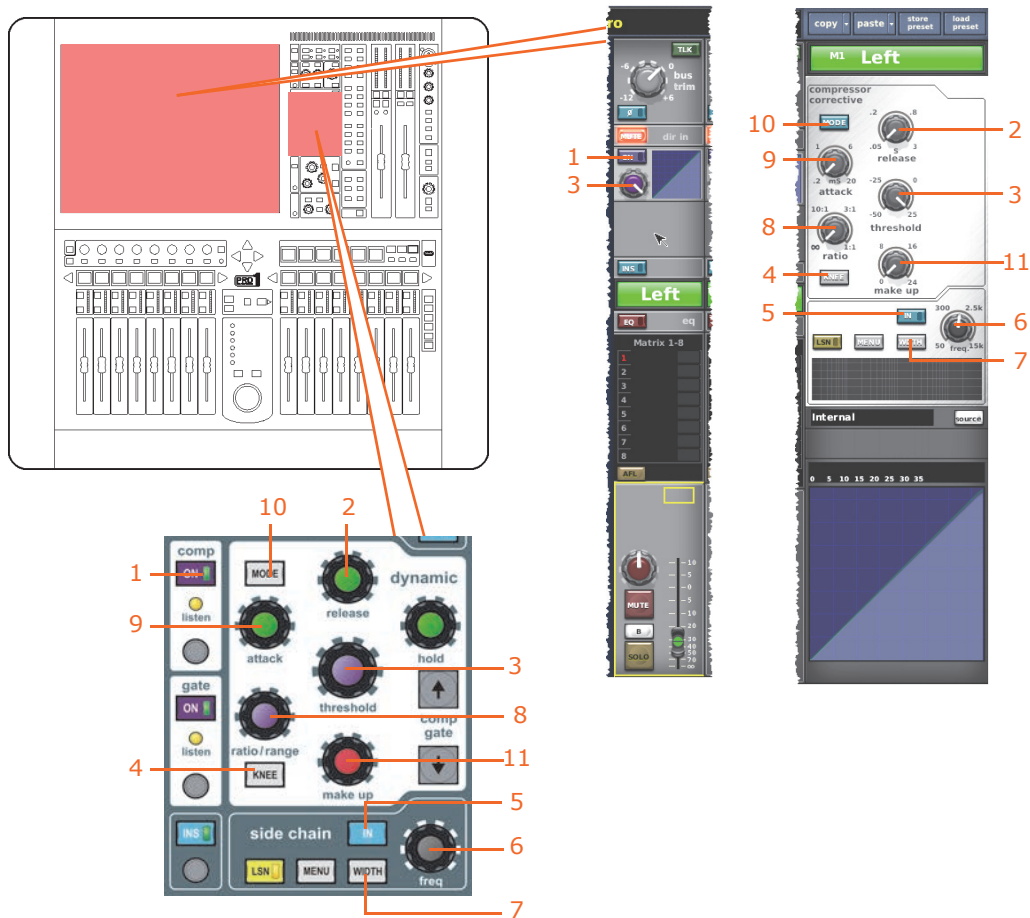 PRO
10
2
comp
ON
MODE
1
dynamic
listen
release
9
attack
hold
3
gate
threshold
ON
8
comp
gate
listen
ratio/range
4
KNEE
11
make up
5
INS
side chain
IN
6
LSN
MENU
WIDTH
freq
7
ro
TLK
-6
0
bus
trim
-12
+6
Ø
MUTE
dir in
1
ON
3
INS
Left
EQ
eq
Matrix 1-8
1
2
3
4
5
6
7
8
AFL
10
5
0
5
10
20
30
40
50
70
∞
MUTE
B
SOLO
copy
paste
store
preset
load
preset
M1
Left
compressor
corrective
10
MODE
.2
.8
2
.05
S
3
release
9
1
6
.2
mS
20
attack
-25
0
3
-50
25
threshold
10:1
3:1
8
∞
1:1
ratio
8
16
11
4
KNEE
0
24
make up
5
IN
300
2.5k
6
50
freq.
15k
LSN
MENU
WIDTH
7
Internal
source
0 5 10 15 20 25 30 35